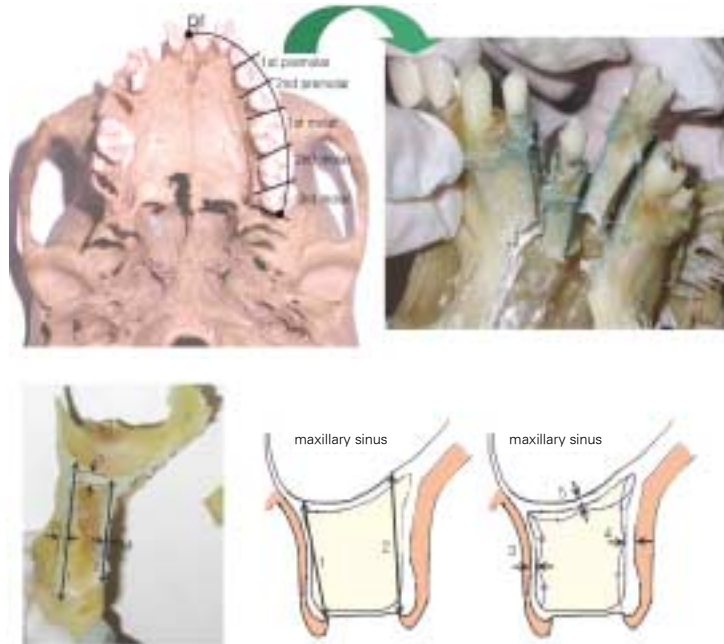 pr
1st premolar
2nd premolar
1st molar
2nd molar
3rd molar
maxillary sinus
maxillary sinus
1
2
3
4
5